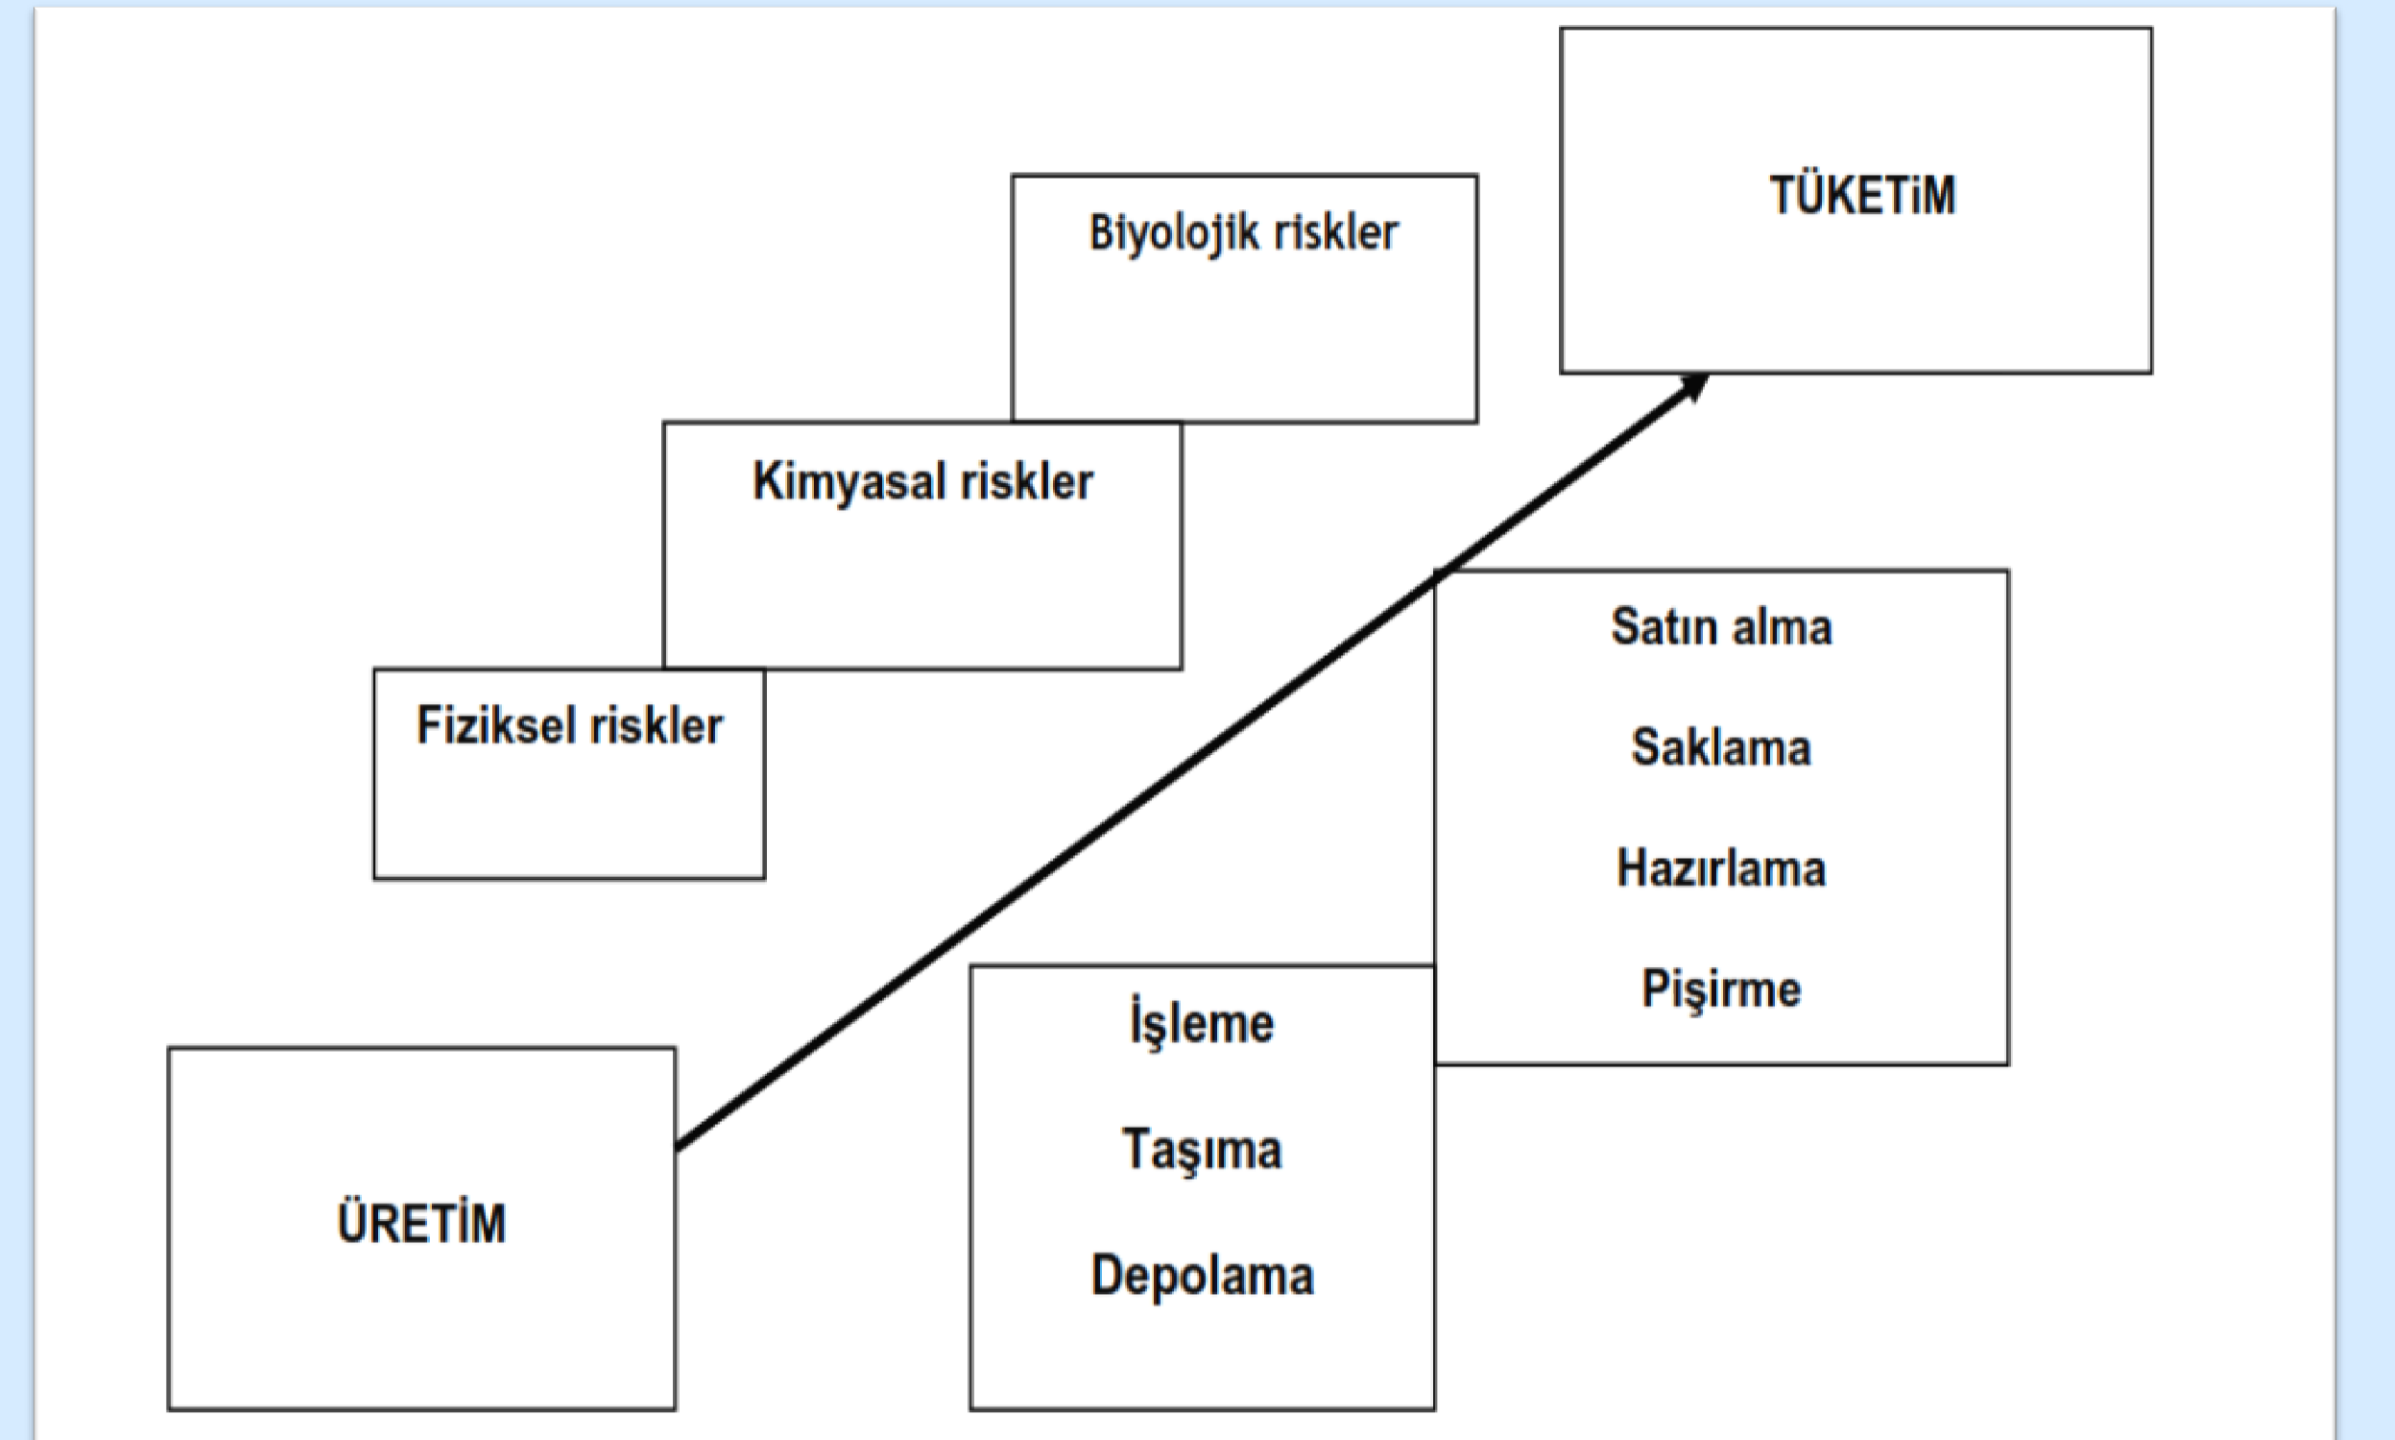 TÜKETiM
Biyolojik riskler
Kimyasal riskler
Fiziksel riskler
Satın alma
Saklama
Hazırlama
Pişirme
İşleme
Taşıma
Depolama
ÜRETİM